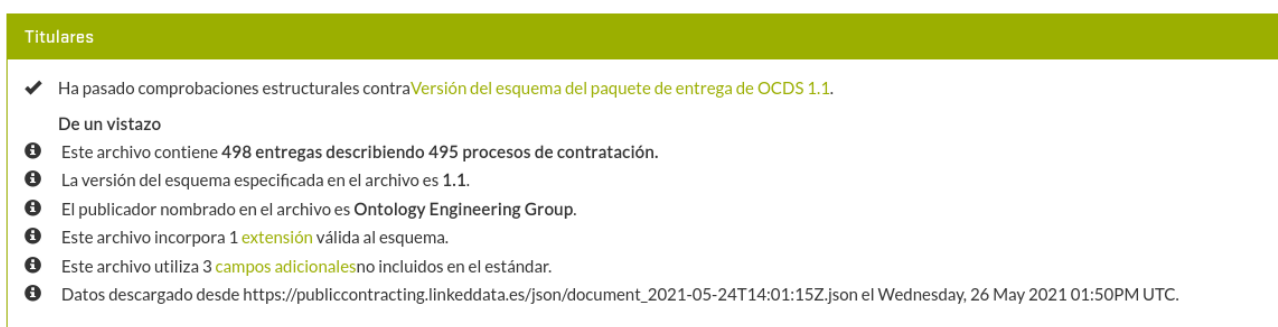 Titulares
Ha pasado comprobaciones estructurales contraVersión del esquema del paquete de entrega de OCDS 1.1.
De un vistazo
Este archivo contiene 498 entregas describiendo 495 procesos de contratación.
La versión del esquema especificada en el archivo es 1.1.
El publicador nombrado en el archivo es Ontology Engineering Group.
Este archivo incorpora 1 extensión válida al esquema.
Este archivo utiliza 3 campos adicionalesno incluidos en el estándar.
Datos descargado desde https://publiccontracting.linkeddata.es/json/document_2021-05-24T14:01:15Z.json el Wednesday, 26 May 2021 01:50PM UTC.